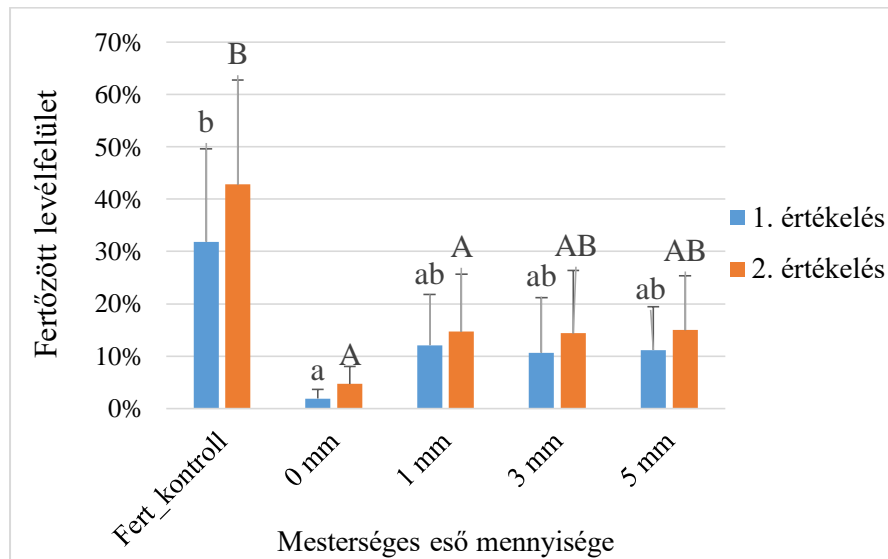 70%
60%
50%
40%
30%
20%
10%
0%
Fertőzött levélfelület
b
B
a
A
ab
A
ab
AB
ab
AB
1. értékelés
2. értékelés
Fert_kontroll
0 mm
1 mm
3 mm
5 mm
Mesterséges eső mennyisége